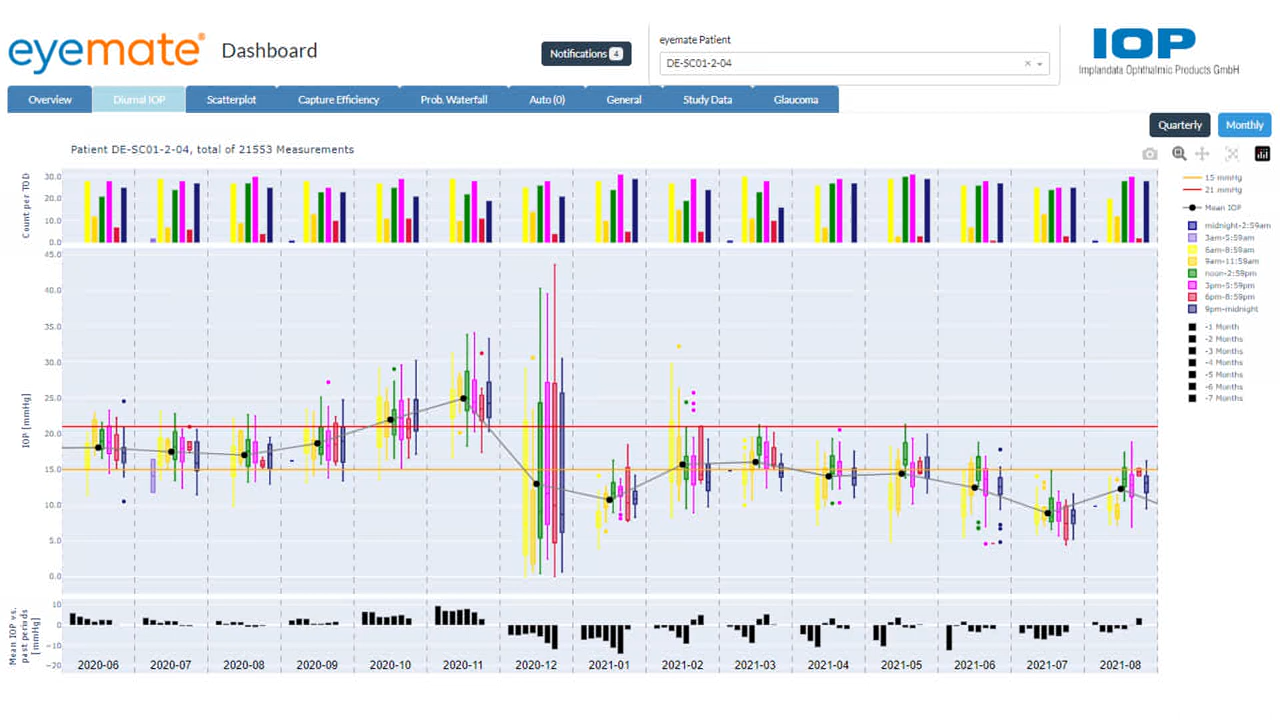 eyemate® Dashboard
Notifications 4
eyemate Patient
DE-SC01-2-04
IOP
Implandata Ophthalmic Products GmbH
Overview
Diurnal IOP
Scatterplot
Capture Efficiency
Prob. Waterfall
Auto (0)
General
Study Data
Glaucoma
Quarterly
Monthly
Patient DE-SC01-2-04, total of 21553 Measurements
Count per TOD
30.0
20.0
10.0
0.0
IOP [mmHg]
45.0
40.0
35.0
30.0
25.0
20.0
15.0
10.0
5.0
0.0
Mean IOP vs.
past periods
[mmHg]
10
0
−10
−20
2020-06
2020-07
2020-08
2020-09
2020-10
2020-11
2020-12
2021-01
2021-02
2021-03
2021-04
2021-05
2021-06
2021-07
2021-08
15 mmHg
21 mmHg
Mean IOP
midnight-2:59am
3am-5:59am
6am-8:59am
9am-11:59am
noon-2:59pm
3pm-5:59pm
6pm-8:59pm
9pm-midnight
-1 Month
-2 Months
-3 Months
-4 Months
-5 Months
-6 Months
-7 Months